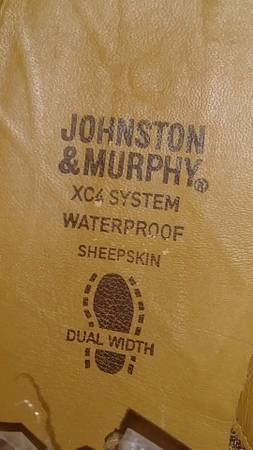 JOHNSTON
&MURPHY®
XC4 SYSTEM
WATERPROOF
SHEEPSKIN
DUAL WIDTH